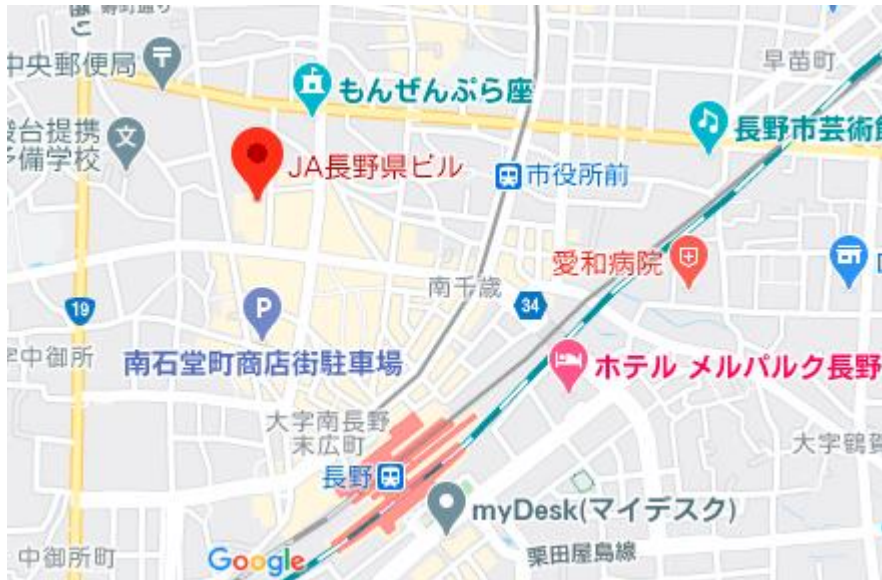 中央郵便局
早苗町
もんぜんぷら座
台提携
備学校
長野市芸術
JA長野県ビル
市役所前
愛和病院
南千歳
34
19
P
中御所
南石堂町商店街駐車場
ホテル メルパルク長野
大字南長野
末広町
大字鶴賀
長野
myDesk(マイデスク)
中御所町
Google
栗田屋島線